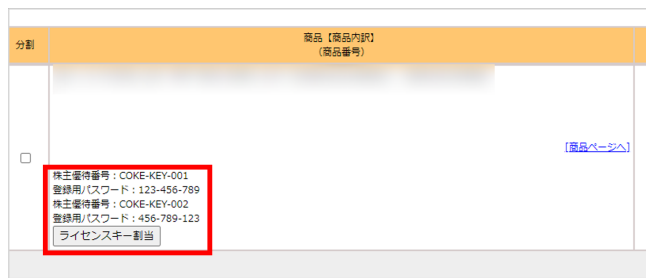 分割
商品【商品内訳】
（商品番号）
[商品ページへ]
株主優待番号：COKE-KEY-001
登録用パスワード：123-456-789
株主優待番号：COKE-KEY-002
登録用パスワード：456-789-123
ライセンスキー割当